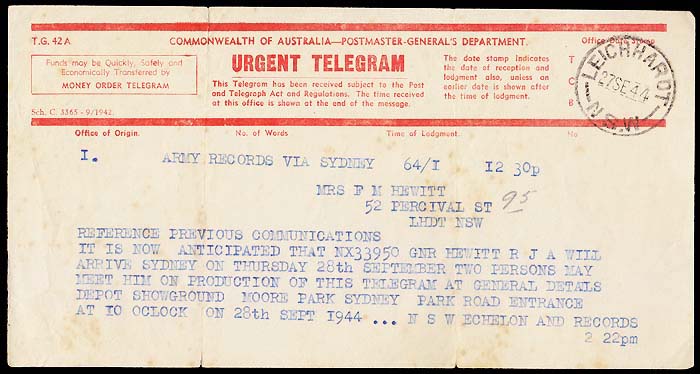 T.G. 42A COMMONWEALTH OF AUSTRALIA—POSTMASTER-GENERAL'S DEPARTMENT.
Funds may be Quickly, Safely and
Economically Transferred by
MONEY ORDER TELEGRAM
Sch. C. 3365 - 9/1942.
URGENT TELEGRAM
This Telegram has been received subject to the Post
and Telegraph Act and Regulations. The time received
at this office is shown at the end of the message.
The date stamp indicates
the date of reception and
lodgment also, unless an
earlier date is shown after
the time of lodgment.
Office
T
C
B
LEICHHARDT
27SE44
N.S.W
Office of Origin. No. of Words Time of Lodgment. No
I. ARMY RECORDS VIA SYDNEY 64/I I2 30p
MRS F M HEWITT
52 PERCIVAL ST 95
LHDT NSW
REFERENCE PREVIOUS COMMUNICATIONS
IT IS NOW ANTICIPATED THAT NX33950 GNR HEWITT R J A WILL
ARRIVE SYDNEY ON THURSDAY 28th SEPTEMBER TWO PERSONS MAY
MEET HIM ON PRODUCTION OF THIS TELEGRAM AT GENERAL DETALS
DEPOT SHOWGROUND MOORE PARK SYDNEY PARK ROAD ENTRANCE
AT IO OCLOCK ON 28th SEPT 1944 ... N S W ECHELON AND RECORDS
2 22pm